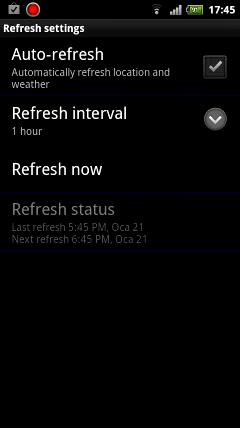 17:45
Refresh settings
Auto-refresh
Automatically refresh location and
weather
Refresh interval
1 hour
Refresh now
Refresh status
Last refresh 5:45 PM, Oca 21
Next refresh 6:45 PM, Oca 21